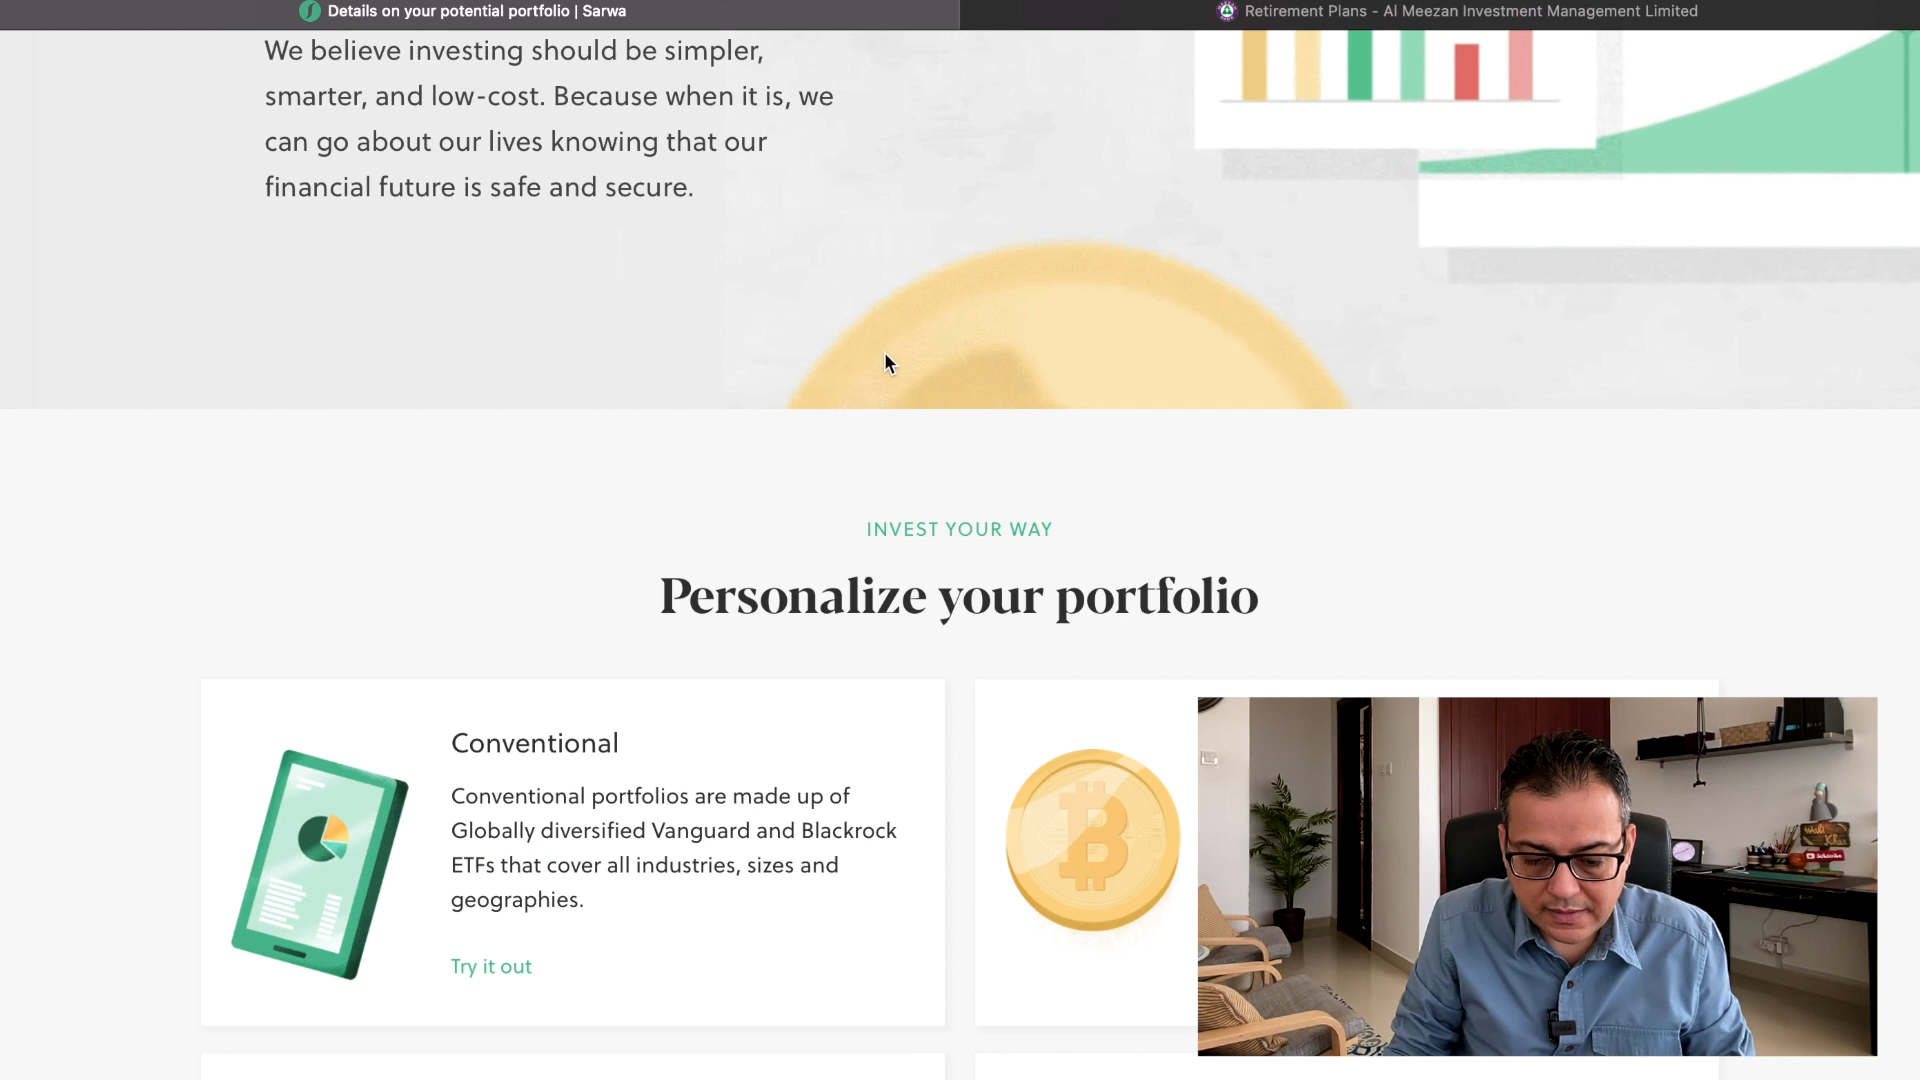 Details on your potential portfolio | Sarwa
Retirement Plans - Al Meezan Investment Management Limited
We believe investing should be simpler,
smarter, and low-cost. Because when it is, we
can go about our lives knowing that our
financial future is safe and secure.
INVEST YOUR WAY
Personalize your portfolio
Conventional
Conventional portfolios are made up of
Globally diversified Vanguard and Blackrock
ETFs that cover all industries, sizes and
geographies.
Try it out
Wali
Khan
Subscribe